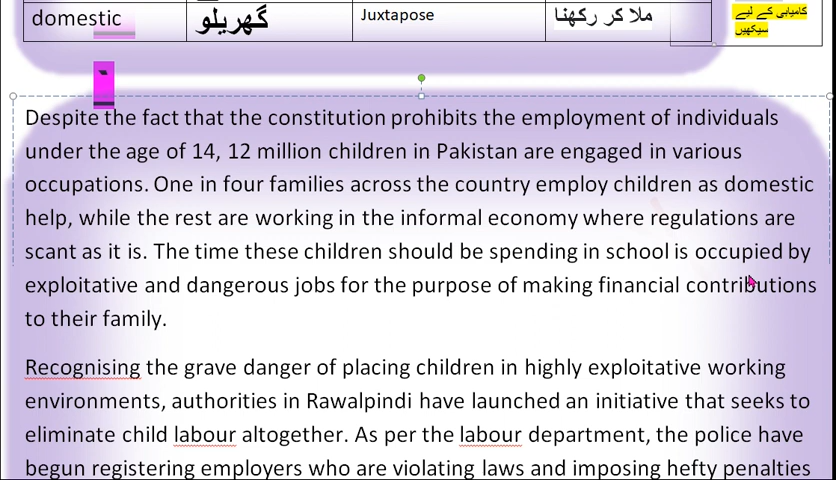 domestic گھریلو Juxtapose ملا کر رکھنا
کامیابی کے لیے
سیکھیں
Despite the fact that the constitution prohibits the employment of individuals
under the age of 14, 12 million children in Pakistan are engaged in various
occupations. One in four families across the country employ children as domestic
help, while the rest are working in the informal economy where regulations are
scant as it is. The time these children should be spending in school is occupied by
exploitative and dangerous jobs for the purpose of making financial contributions
to their family.
Recognising the grave danger of placing children in highly exploitative working
environments, authorities in Rawalpindi have launched an initiative that seeks to
eliminate child labour altogether. As per the labour department, the police have
begun registering employers who are violating laws and imposing hefty penalties